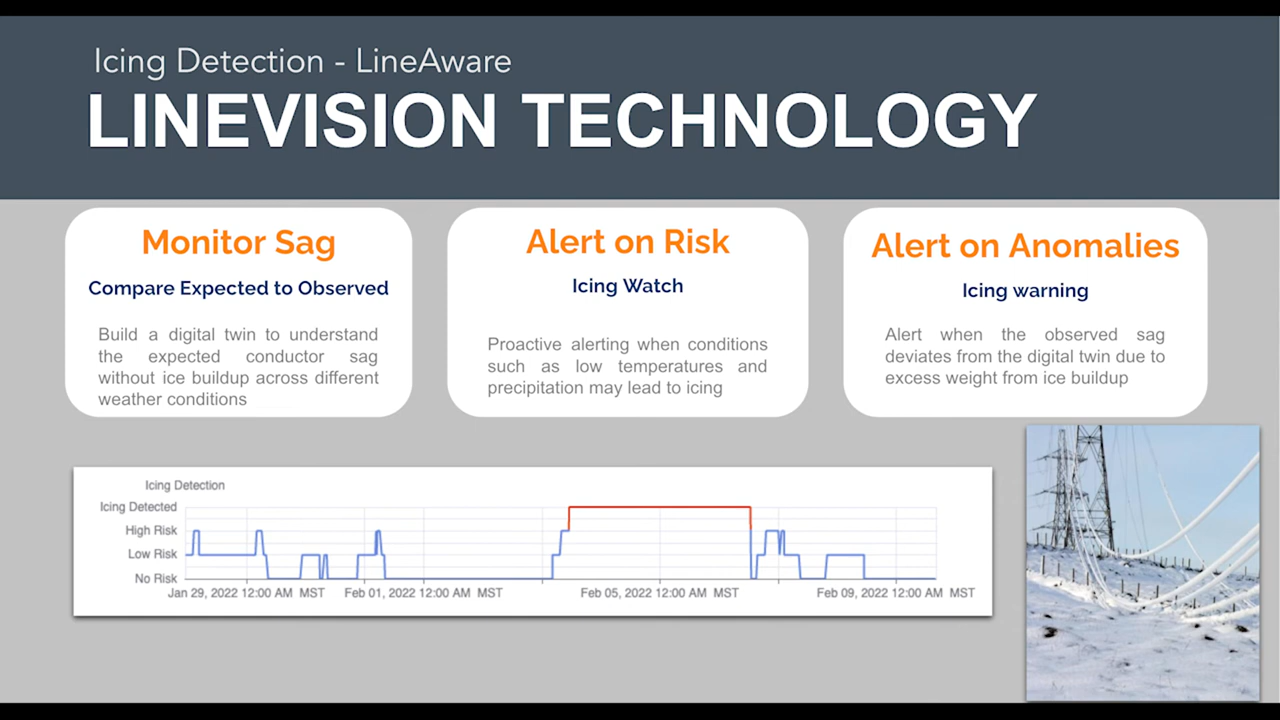 Icing Detection - LineAware
LINEVISION TECHNOLOGY
Monitor Sag
Compare Expected to Observed
Build a digital twin to understand
the expected conductor sag
without ice buildup across different
weather conditions
Alert on Risk
Icing Watch
Proactive alerting when conditions
such as low temperatures and
precipitation may lead to icing
Alert on Anomalies
Icing warning
Alert when the observed sag
deviates from the digital twin due to
excess weight from ice buildup
Icing Detection
Icing Detected
High Risk
Low Risk
No Risk
Jan 29, 2022 12:00 AM MST
Feb 01, 2022 12:00 AM MST
Feb 05, 2022 12:00 AM MST
Feb 09, 2022 12:00 AM MST